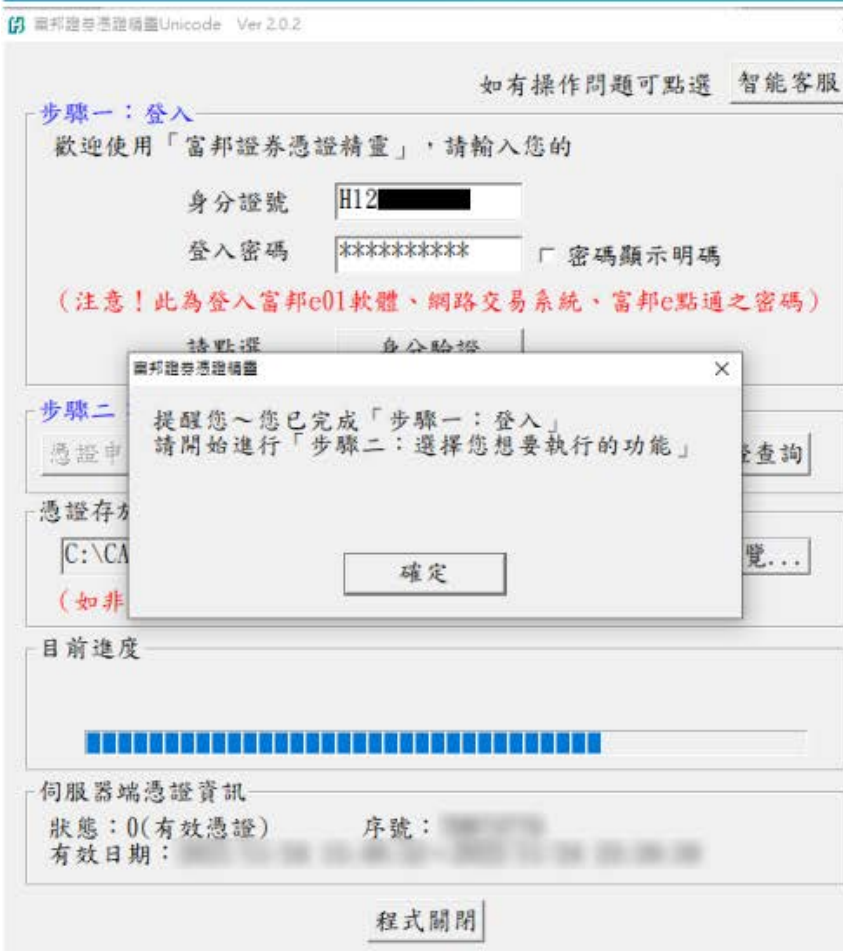 富邦證券憑證精靈Unicode Ver 2.0.2
如有操作問題可點選 智能客服
步驟一：登入
歡迎使用「富邦證券憑證精靈」，請輸入您的
身分證號 H12
登入密碼 ********** 密碼顯示明碼
(注意！此為登入富邦e01軟體、網路交易系統、富邦e點通之密碼)
請點選 身分驗證
富邦證券憑證精靈
步驟二：
提醒您～您已完成「步驟一：登入」
請開始進行「步驟二：選擇您想要執行的功能」
憑證申
查詢
憑證存放
C:\CA
覽...
確定
(如非
目前進度
伺服器端憑證資訊
狀態：0(有效憑證) 序號：
有效日期：
程式關閉